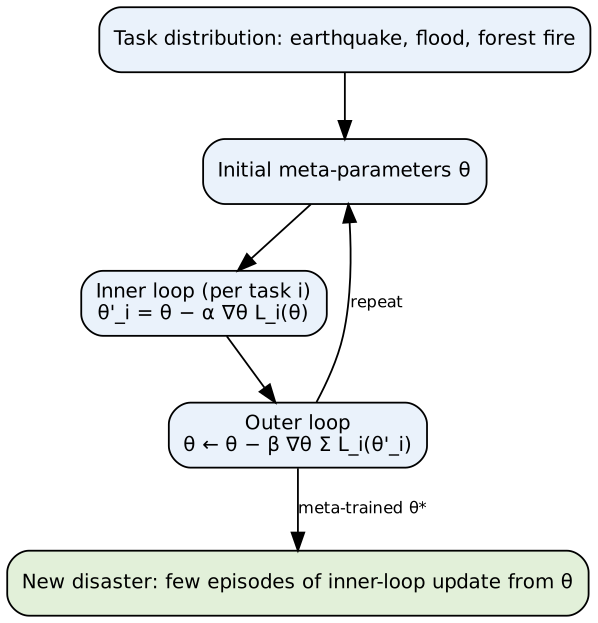 Task distribution: earthquake, flood, forest fire
Initial meta-parameters θ
Inner loop (per task i)
θ'_i = θ − α ∇θ L_i(θ)
repeat
Outer loop
θ ← θ − β ∇θ Σ L_i(θ'_i)
meta-trained θ*
New disaster: few episodes of inner-loop update from θ